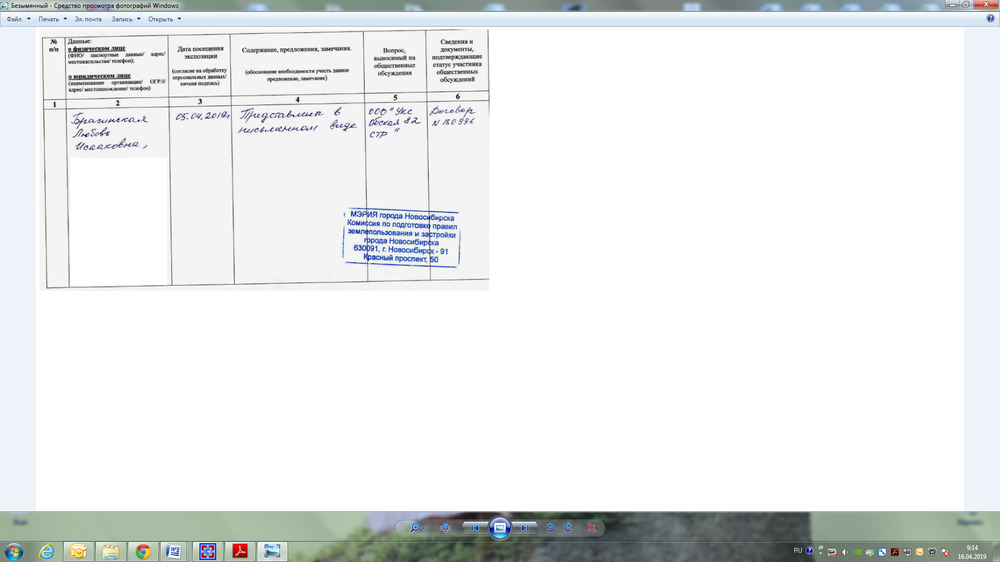 Безымянный - Средство просмотра фотографий Windows
Файл Печать Эл. почта Запись Открыть
№
п/п
Данные:
о физическом лице
(ФИО/ паспортные данные/ адрес/
местожительства/ телефон);
о юридическом лице
(наименование организации/ ОГРН/
адрес/ местонахождение/ телефон)
Дата посещения
экспозиции
(согласие на обработку
персональных данных/
личная подпись)
Содержание, предложения, замечания.
(обоснование необходимости учесть данное
предложение, замечание)
Вопрос,
выносимый на
общественные
обсуждения
Сведения и
документы,
подтверждающие
статус участника
общественных
обсуждений
1 2 3 4 5 6
Брагинская
Любовь
Исааковна,
05.04.2019г
Представлены в
письменном виде
ООО "УКС
Обская 82
СТР "
Договор
N 180996
МЭРИЯ города Новосибирска
Комиссия по подготовке правил
землепользования и застройки
города Новосибирска
630091, г. Новосибирск - 91
Красный проспект, 50
RU
9:14
16.04.2019